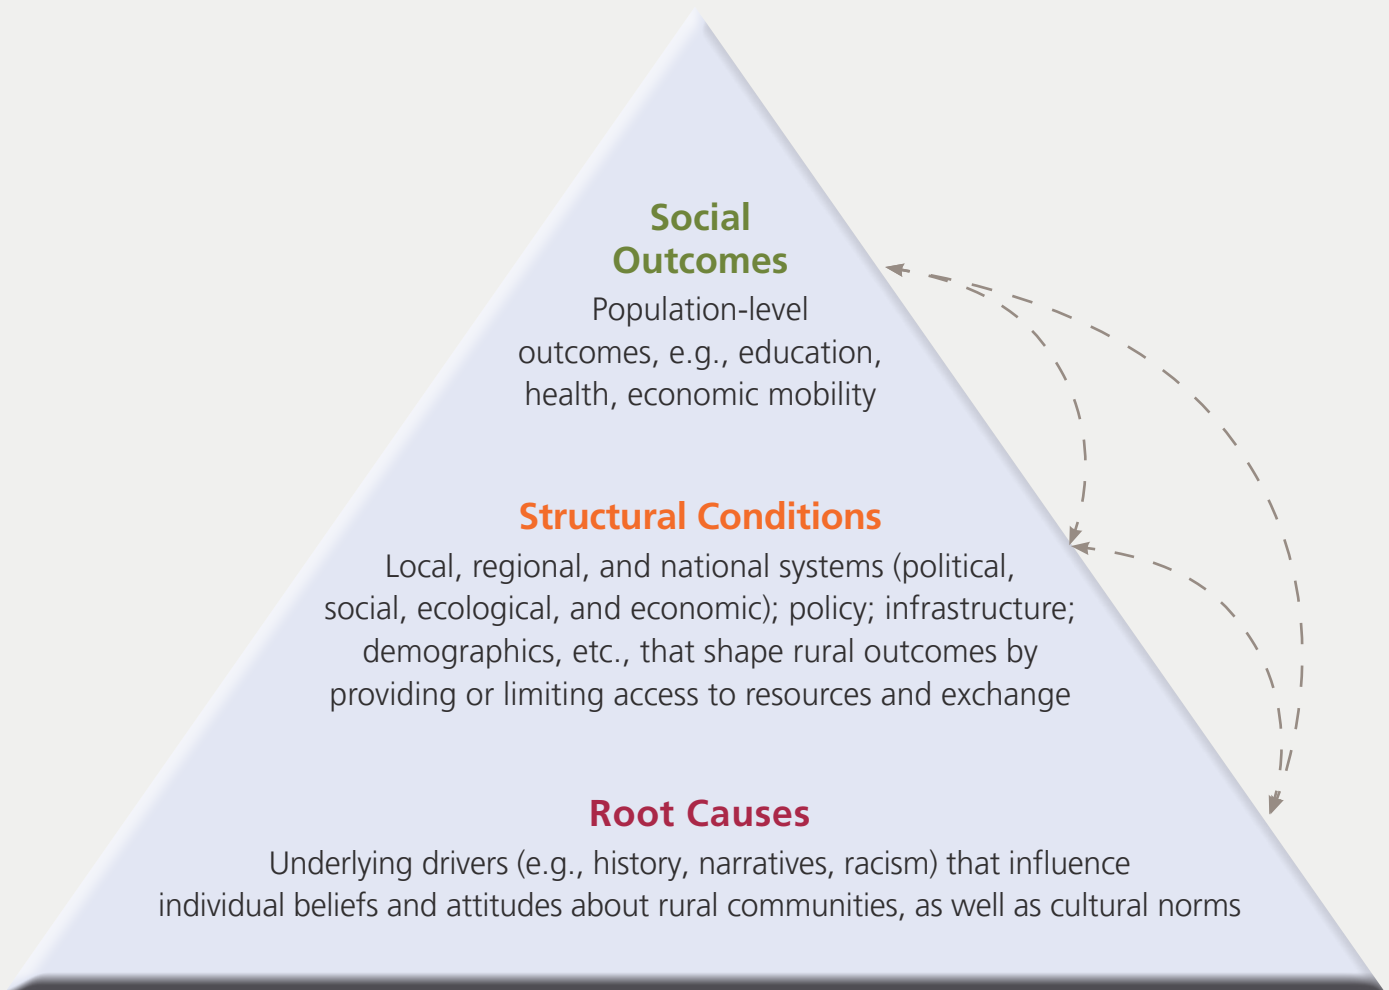 Social
Outcomes
Population-level
outcomes, e.g., education,
health, economic mobility
Structural Conditions
Local, regional, and national systems (political,
social, ecological, and economic); policy; infrastructure;
demographics, etc., that shape rural outcomes by
providing or limiting access to resources and exchange
Root Causes
Underlying drivers (e.g., history, narratives, racism) that influence
individual beliefs and attitudes about rural communities, as well as cultural norms